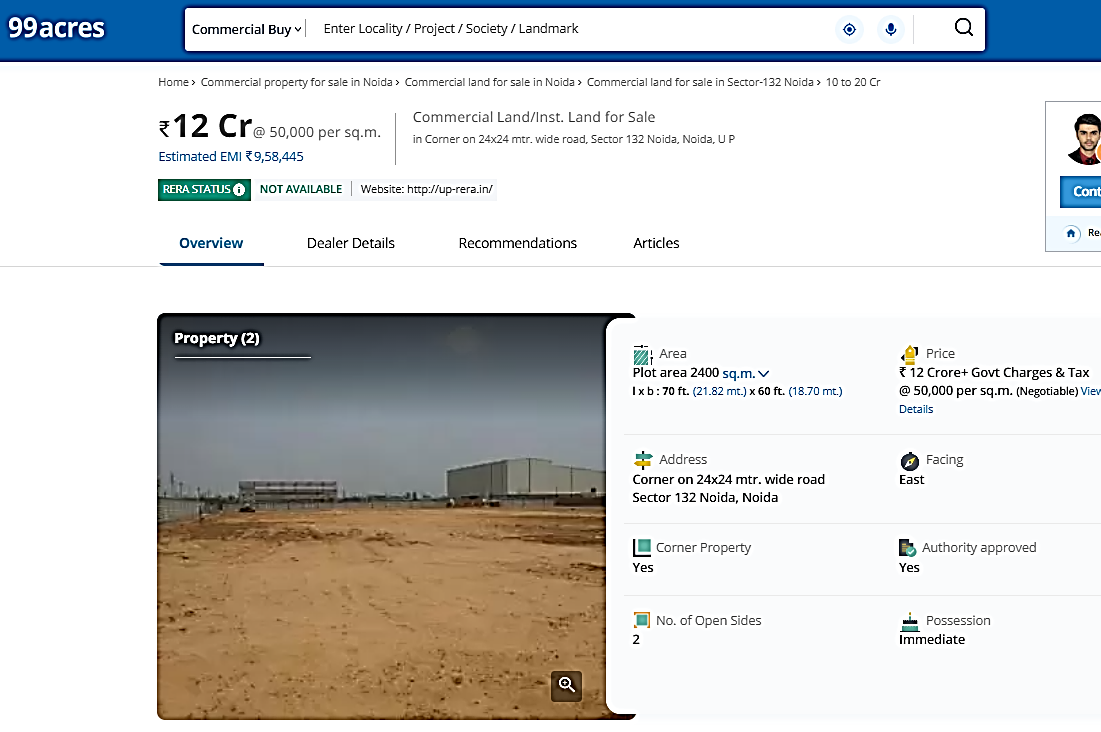 99acres
Commercial Buy
Enter Locality / Project / Society / Landmark
Home › Commercial property for sale in Noida › Commercial land for sale in Noida › Commercial land for sale in Sector-132 Noida › 10 to 20 Cr
₹ 12 Cr @ 50,000 per sq.m.
Estimated EMI ₹ 9,58,445
Commercial Land/Inst. Land for Sale
in Corner on 24x24 mtr. wide road, Sector 132 Noida, Noida, U P
RERA STATUS NOT AVAILABLE Website: http://up-rera.in/
Overview Dealer Details Recommendations Articles
Property (2)
Area
Plot area 2400 sq.m.
l x b : 70 ft. (21.82 mt.) x 60 ft. (18.70 mt.)
Price
₹ 12 Crore+ Govt Charges & Tax
@ 50,000 per sq.m. (Negotiable) View
Details
Address
Corner on 24x24 mtr. wide road
Sector 132 Noida, Noida
Facing
East
Corner Property
Yes
Authority approved
Yes
No. of Open Sides
2
Possession
Immediate